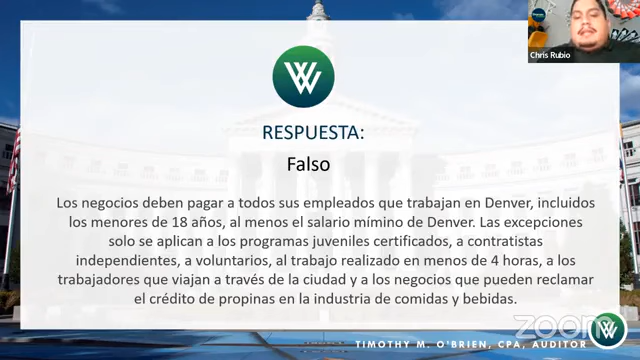 Chris Rubio
RESPUESTA:
Falso
Los negocios deben pagar a todos sus empleados que trabajan en Denver, incluidos
los menores de 18 años, al menos el salario mímino de Denver. Las excepciones
solo se aplican a los programas juveniles certificados, a contratistas
independientes, a voluntarios, al trabajo realizado en menos de 4 horas, a los
trabajadores que viajan a través de la ciudad y a los negocios que pueden reclamar
el crédito de propinas en la industria de comidas y bebidas.
zoom
TIMOTHY M. O'BRIEN, CPA, AUDITOR